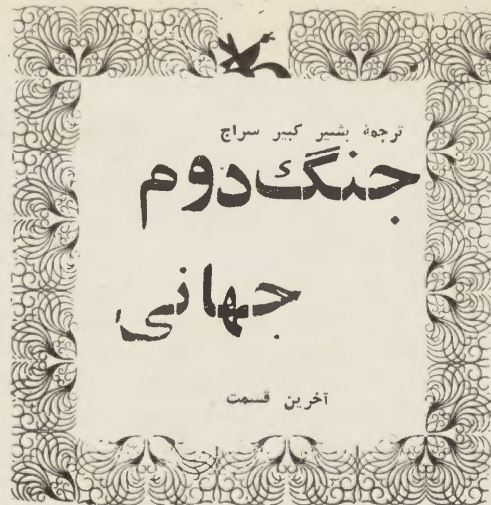 ترجمهٔ بشیر کبیر سراج
جنگ دوم
جهانی
آخرین قسمت